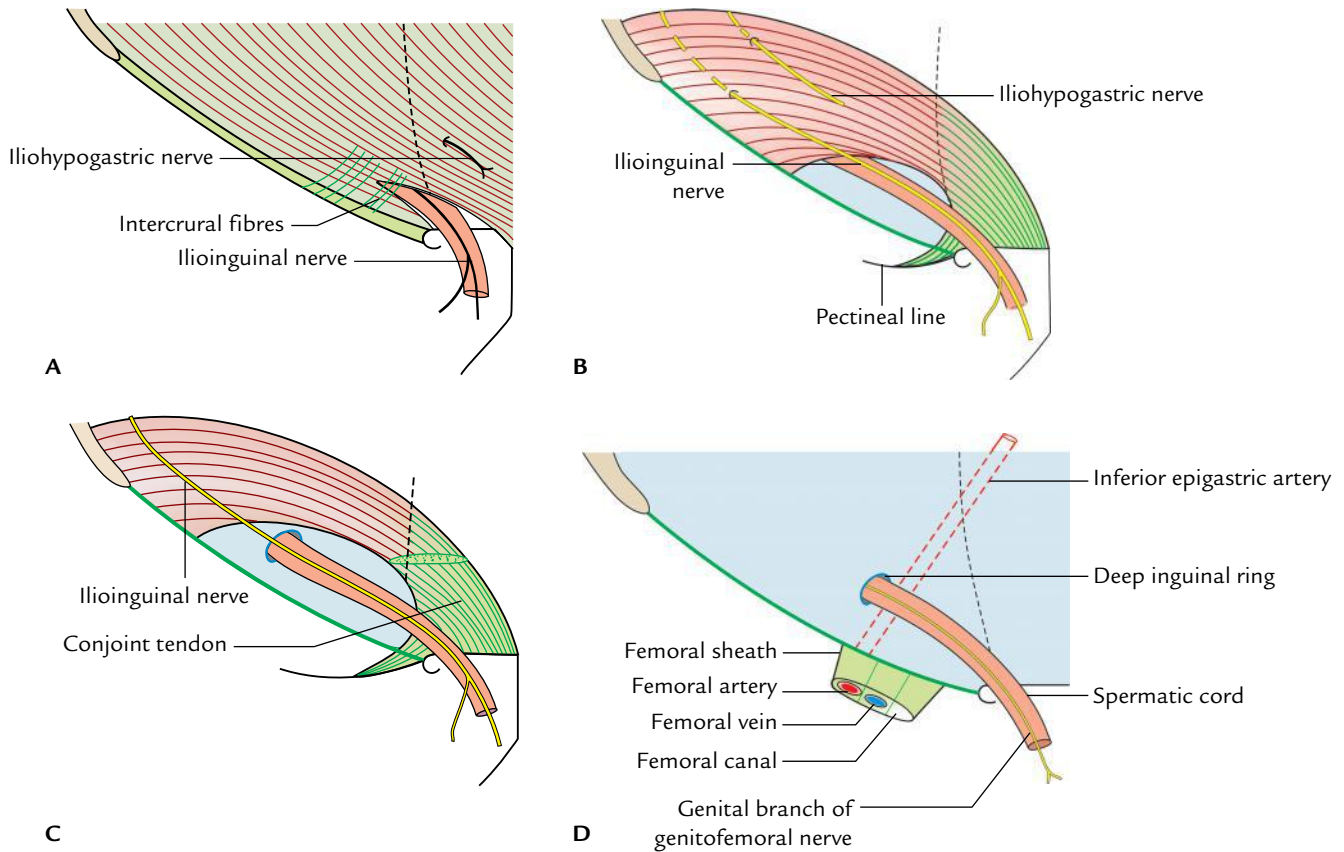 Iliohypogastric nerve
Intercrural fibres
Ilioinguinal nerve
A
Iliohypogastric nerve
Ilioinguinal
nerve
Pectineal line
B
Ilioinguinal nerve
Conjoint tendon
C
Inferior epigastric artery
Deep inguinal ring
Femoral sheath
Femoral artery
Spermatic cord
Femoral vein
Femoral canal
Genital branch of
genitofemoral nerve
D